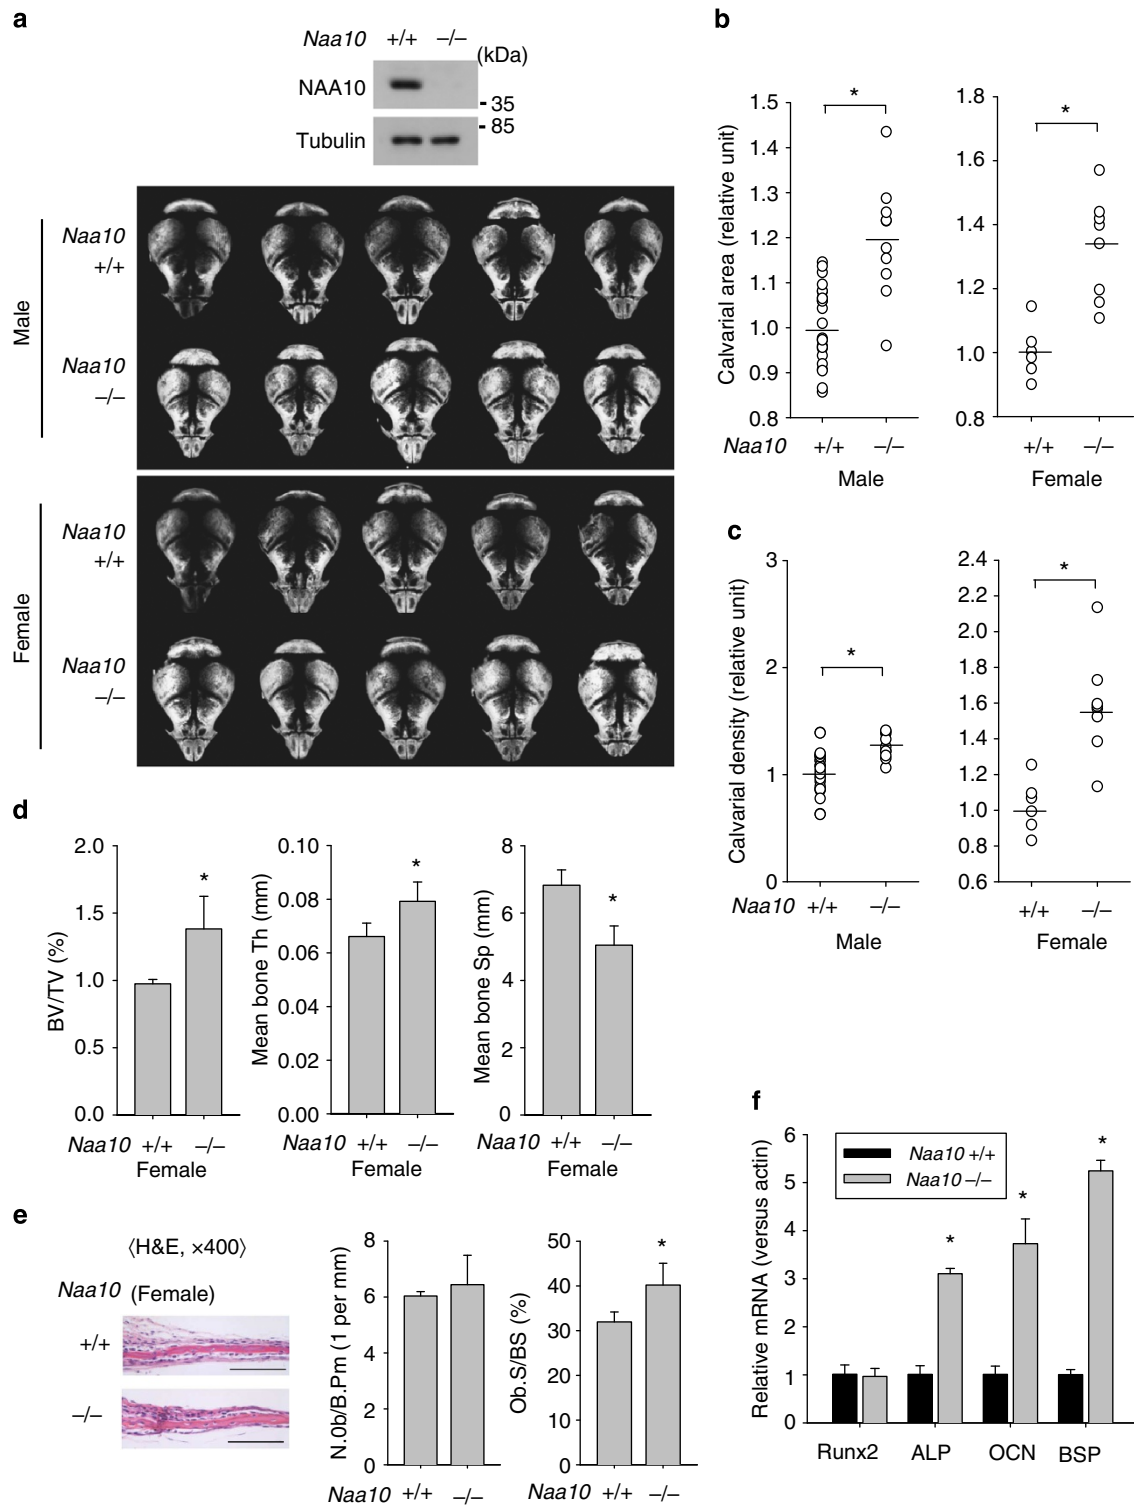 a
Naa10 +/+ –/–
(kDa)
NAA10
- 35
- 85
Tubulin
Male
Naa10
+/+
Naa10
–/–
Female
Naa10
+/+
Naa10
–/–
b
Calvarial area (relative unit)
1.5
1.4
1.3
1.2
1.1
1.0
0.9
0.8
*
Naa10 +/+ –/–
Male
1.8
1.6
1.4
1.2
1.0
0.8
*
+/+ –/–
Female
c
Calvarial density (relative unit)
3
2
1
0
*
Naa10 +/+ –/–
Male
2.4
2.2
2.0
1.8
1.6
1.4
1.2
1.0
0.8
0.6
*
+/+ –/–
Female
d
BV/TV (%)
2.0
1.5
1.0
0.5
0.0
*
Naa10 +/+ –/–
Female
Mean bone Th (mm)
0.10
0.08
0.06
0.04
0.02
0.00
*
Naa10 +/+ –/–
Female
Mean bone Sp (mm)
8
6
4
2
0
*
Naa10 +/+ –/–
Female
e
⟨H&E, ×400⟩
Naa10 (Female)
+/+
–/–
N.0b/B.Pm (1 per mm)
8
6
4
2
0
Naa10 +/+ –/–
Ob.S/BS (%)
50
40
30
20
10
0
*
Naa10 +/+ –/–
f
Relative mRNA (versus actin)
6
5
4
3
2
1
0
Naa10 +/+
Naa10 –/–
*
*
*
Runx2 ALP OCN BSP